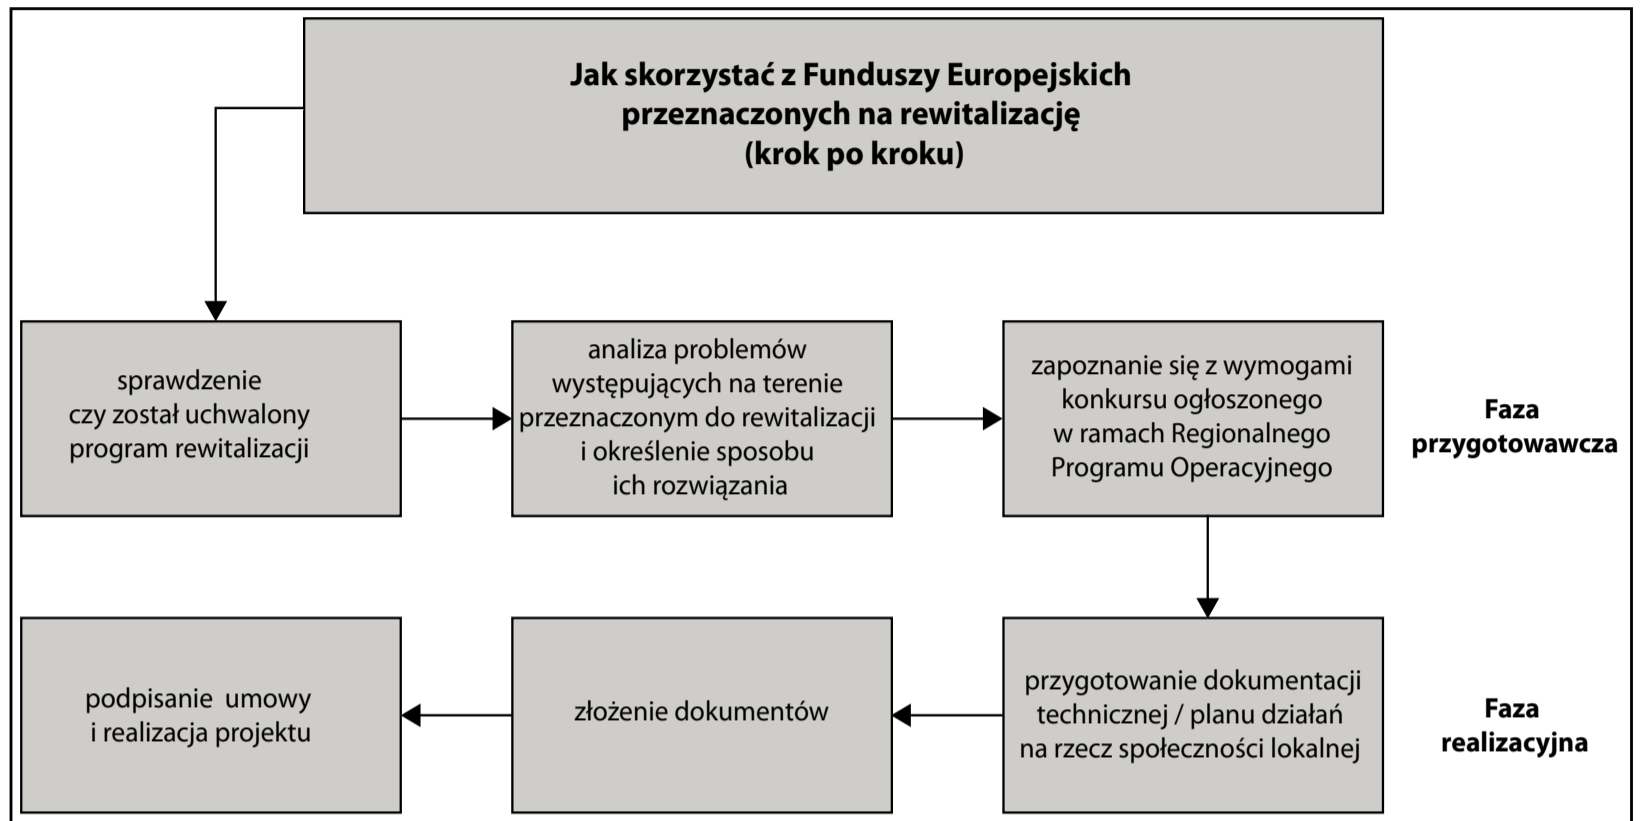 Jak skorzystać z Funduszy Europejskich
przeznaczonych na rewitalizację
(krok po kroku)
sprawdzenie
czy został uchwalony
program rewitalizacji
analiza problemów
występujących na terenie
przeznaczonym do rewitalizacji
i określenie sposobu
ich rozwiązania
zapoznanie się z wymogami
konkursu ogłoszonego
w ramach Regionalnego
Programu Operacyjnego
Faza
przygotowawcza
przygotowanie dokumentacji
technicznej / planu działań
na rzecz społeczności lokalnej
złożenie dokumentów
podpisanie umowy
i realizacja projektu
Faza
realizacyjna